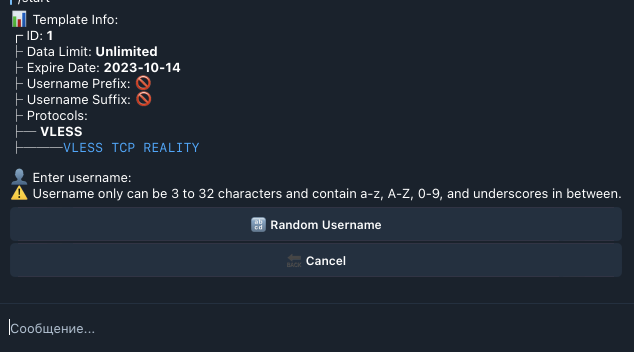 /start
📊 Template Info:
┌ ID: 1
├ Data Limit: Unlimited
├ Expire Date: 2023-10-14
├ Username Prefix: 🚫
├ Username Suffix: 🚫
├ Protocols:
├── VLESS
├─────VLESS TCP REALITY
👤 Enter username:
⚠️ Username only can be 3 to 32 characters and contain a-z, A-Z, 0-9, and underscores in between.
🔡 Random Username
🔙 Cancel
Сообщение...